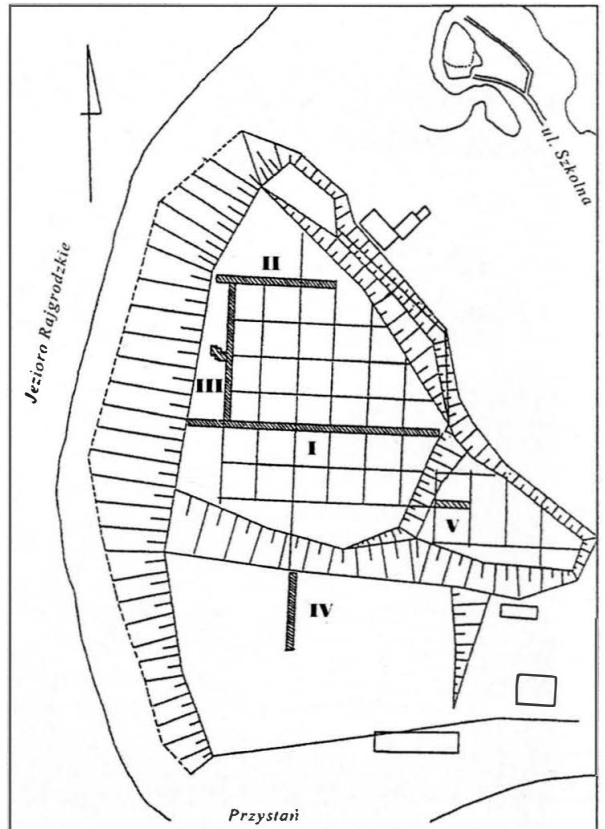 ul. Szkolna
Jezioro Rajgrodzkie
II
III
I
V
IV
Przystań